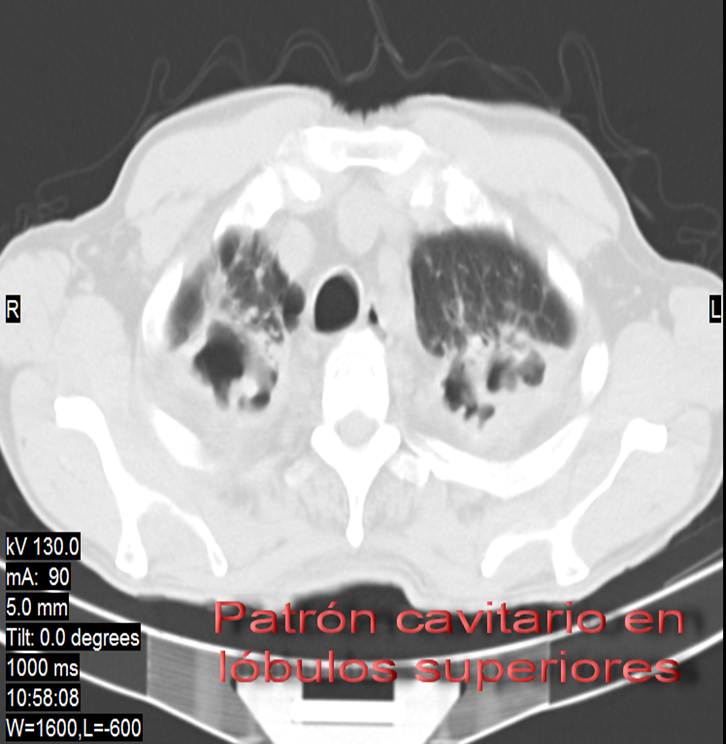 R
L
kV 130.0
mA: 90
5.0 mm
Tilt: 0.0 degrees
1000 ms
10:58:08
W=1600,L=-600
Patrón cavitario en
lóbulos superiores